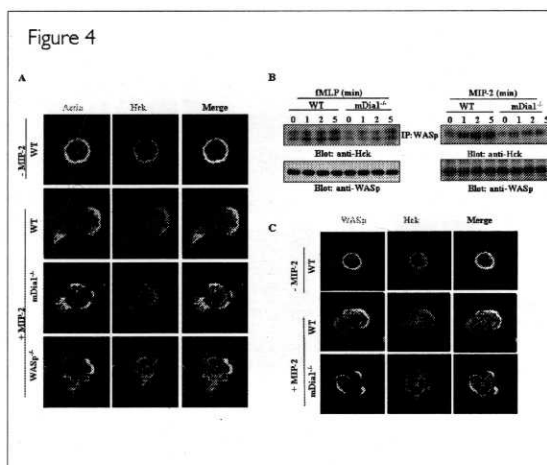 Figure 4
A
Actin Hck Merge
- MIP-2
WT
+ MIP-2
WT
mDia1-/-
WASp-/-
B
fMLP (min)
WT mDia1-/-
0 1 2 5 0 1 2 5
IP:WASp
Blot: anti-Hck
Blot: anti-WASp
MIP-2 (min)
WT mDia1-/-
0 1 2 5 0 1 2 5
Blot: anti-Hck
Blot: anti-WASp
C
WASp Hck Merge
- MIP-2
WT
+ MIP-2
WT
mDia1-/-